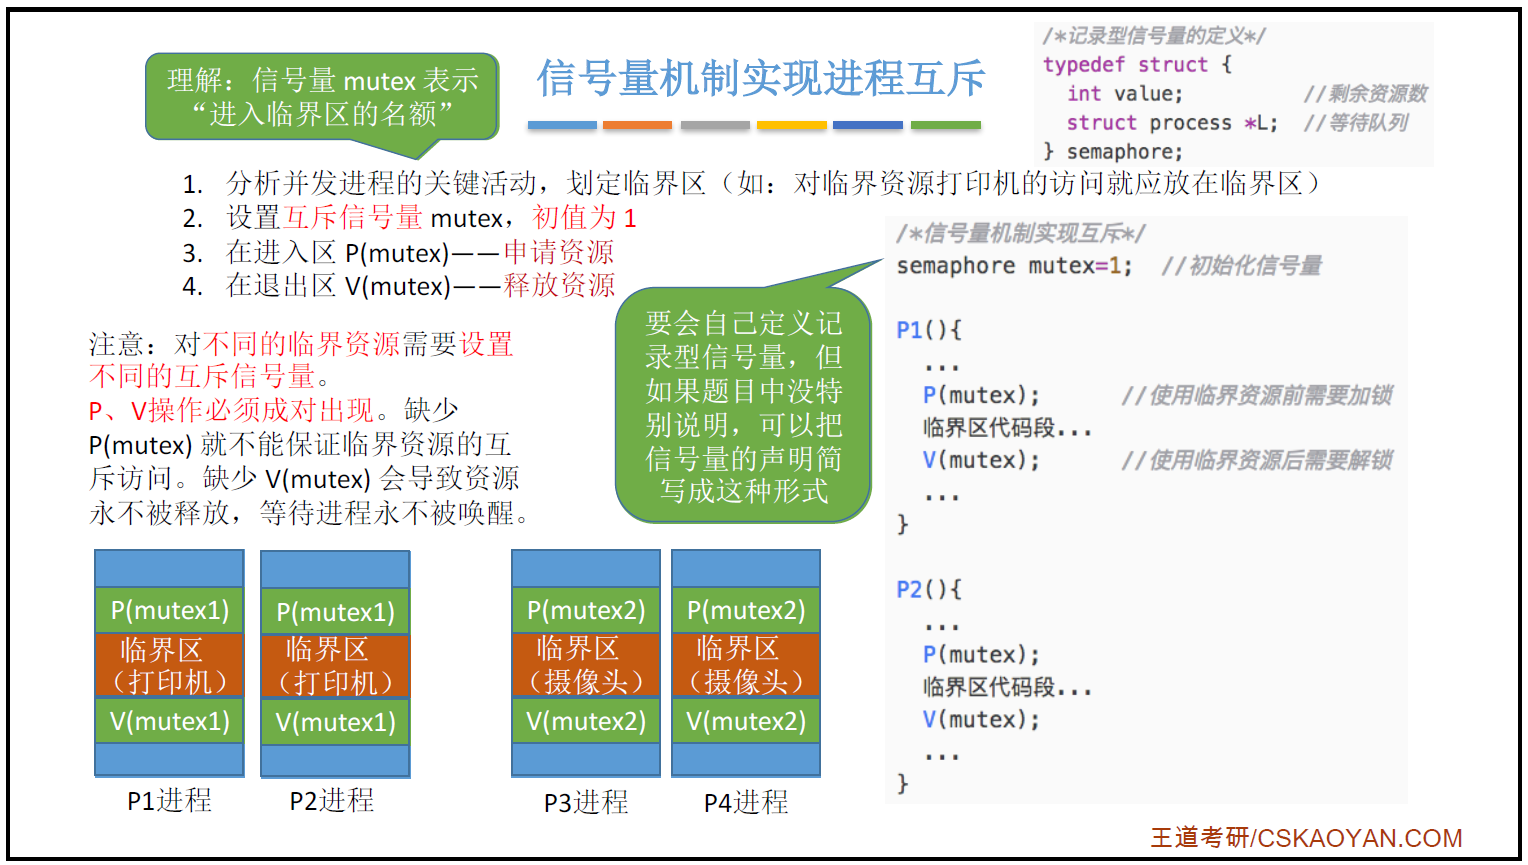 理解：信号量 mutex 表示
“进入临界区的名额”
信号量机制实现进程互斥
/*记录型信号量的定义*/
typedef struct {
int value; //剩余资源数
struct process *L; //等待队列
} semaphore;
1. 分析并发进程的关键活动，划定临界区（如：对临界资源打印机的访问就应放在临界区）
2. 设置互斥信号量 mutex，初值为 1
3. 在进入区 P(mutex)——申请资源
4. 在退出区 V(mutex)——释放资源
注意：对不同的临界资源需要设置
不同的互斥信号量。
P、V操作必须成对出现。缺少
P(mutex) 就不能保证临界资源的互
斥访问。缺少 V(mutex) 会导致资源
永不被释放，等待进程永不被唤醒。
要会自己定义记
录型信号量，但
如果题目中没特
别说明，可以把
信号量的声明简
写成这种形式
/*信号量机制实现互斥*/
semaphore mutex=1; //初始化信号量
P1(){
...
P(mutex); //使用临界资源前需要加锁
临界区代码段...
V(mutex); //使用临界资源后需要解锁
...
}
P2(){
...
P(mutex);
临界区代码段...
V(mutex);
...
}
P(mutex1)
临界区
（打印机）
V(mutex1)
P1进程
P(mutex1)
临界区
（打印机）
V(mutex1)
P2进程
P(mutex2)
临界区
（摄像头）
V(mutex2)
P3进程
P(mutex2)
临界区
（摄像头）
V(mutex2)
P4进程
王道考研/CSKAOYAN.COM